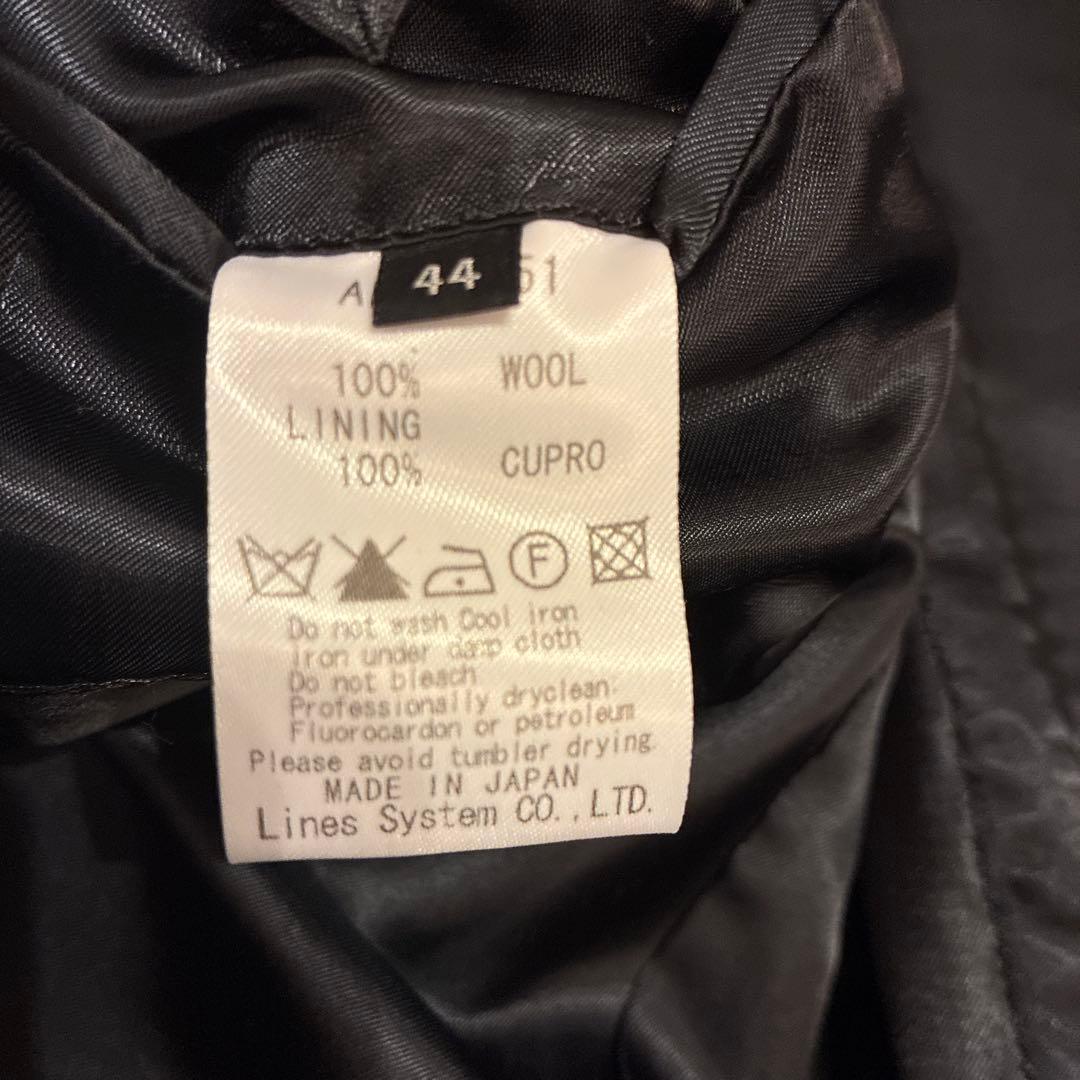 44
A 51
100% WOOL
LINING
100% CUPRO
F
Do not wash Cool iron
Iron under damp cloth
Do not bleach
Professionally dryclean.
Fluorocardon or petroleum
Please avoid tumbler drying.
MADE IN JAPAN
Lines System CO.,LTD.